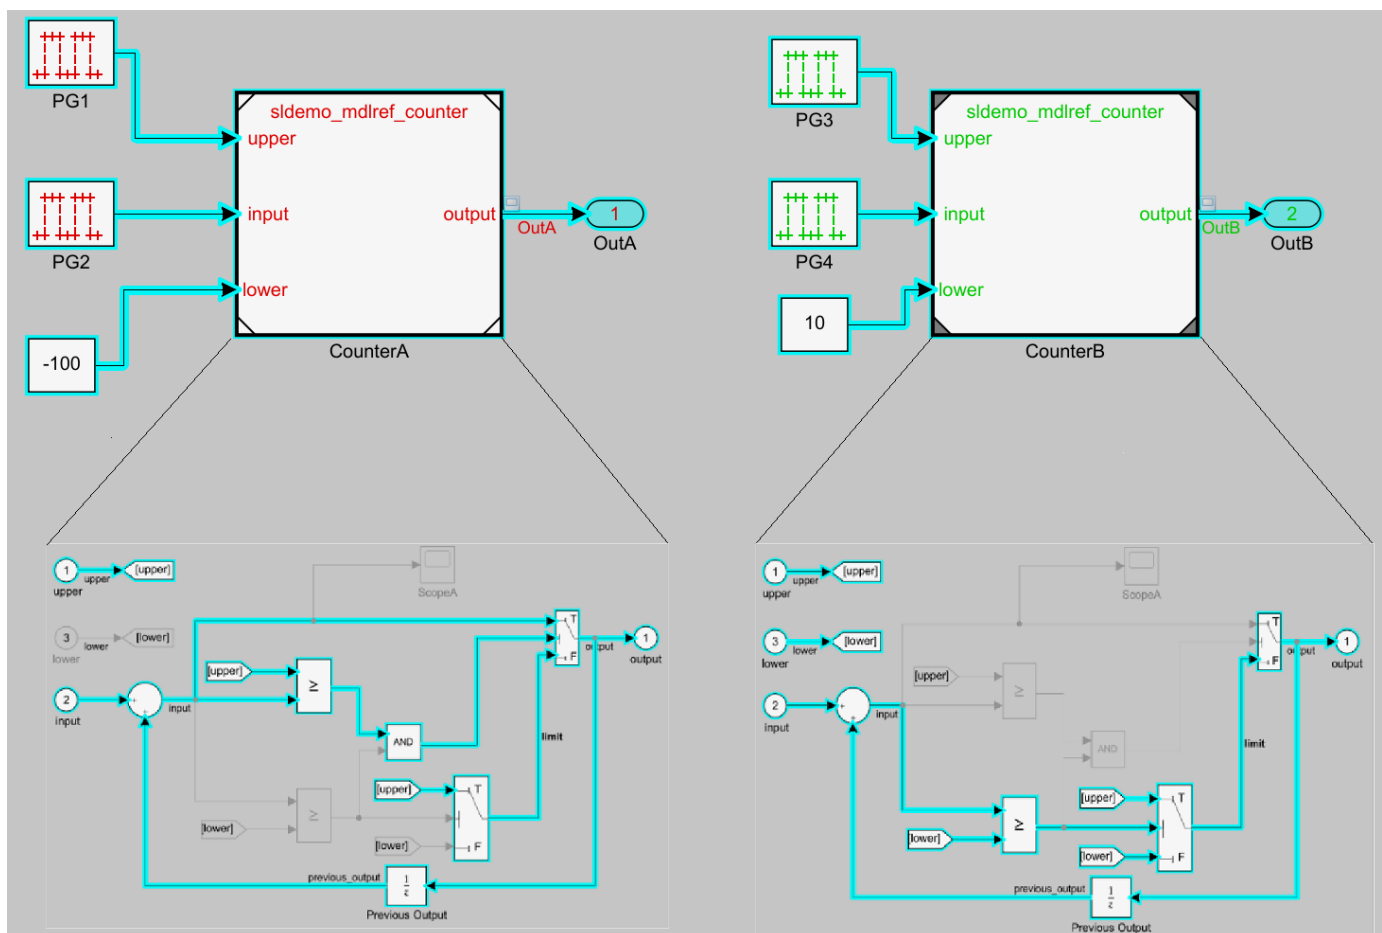 PG1
sldemo_mdlref_counter
upper
PG2
input
output
OutA
1
OutA
lower
-100
CounterA
PG3
sldemo_mdlref_counter
upper
PG4
input
output
OutB
2
OutB
lower
10
CounterB
1
upper
upper
[upper]
ScopeA
3
lower
lower
[lower]
T
F
output
1
output
[upper]
≥
2
input
+
+
input
AND
limit
[upper]
T
≥
[lower]
[lower]
F
previous_output
1
z
Previous Output
1
upper
upper
[upper]
ScopeA
3
lower
lower
[lower]
T
F
output
1
output
[upper]
≥
2
input
+
+
input
AND
limit
[upper]
T
≥
[lower]
[lower]
F
previous_output
1
z
Previous Output